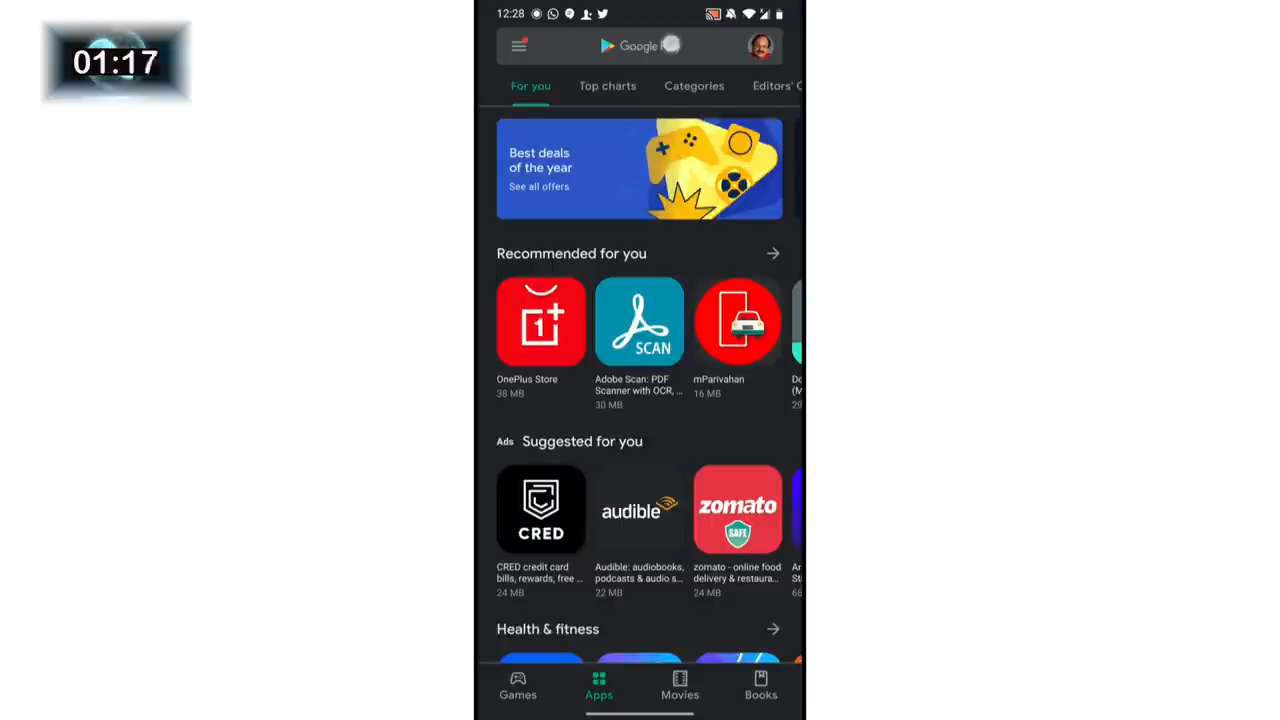 01:17
12:28
Google
For you Top charts Categories Editors' C
Best deals
of the year
See all offers
Recommended for you
1
SCAN
OnePlus Store
38 MB
Adobe Scan: PDF
Scanner with OCR, ...
30 MB
mParivahan
16 MB
Ads Suggested for you
CRED
audible
zomato
SAFE
CRED credit card
bills, rewards, free ...
24 MB
Audible: audiobooks,
podcasts & audio s...
22 MB
zomato - online food
delivery & restaura...
24 MB
Health & fitness
Games Apps Movies Books